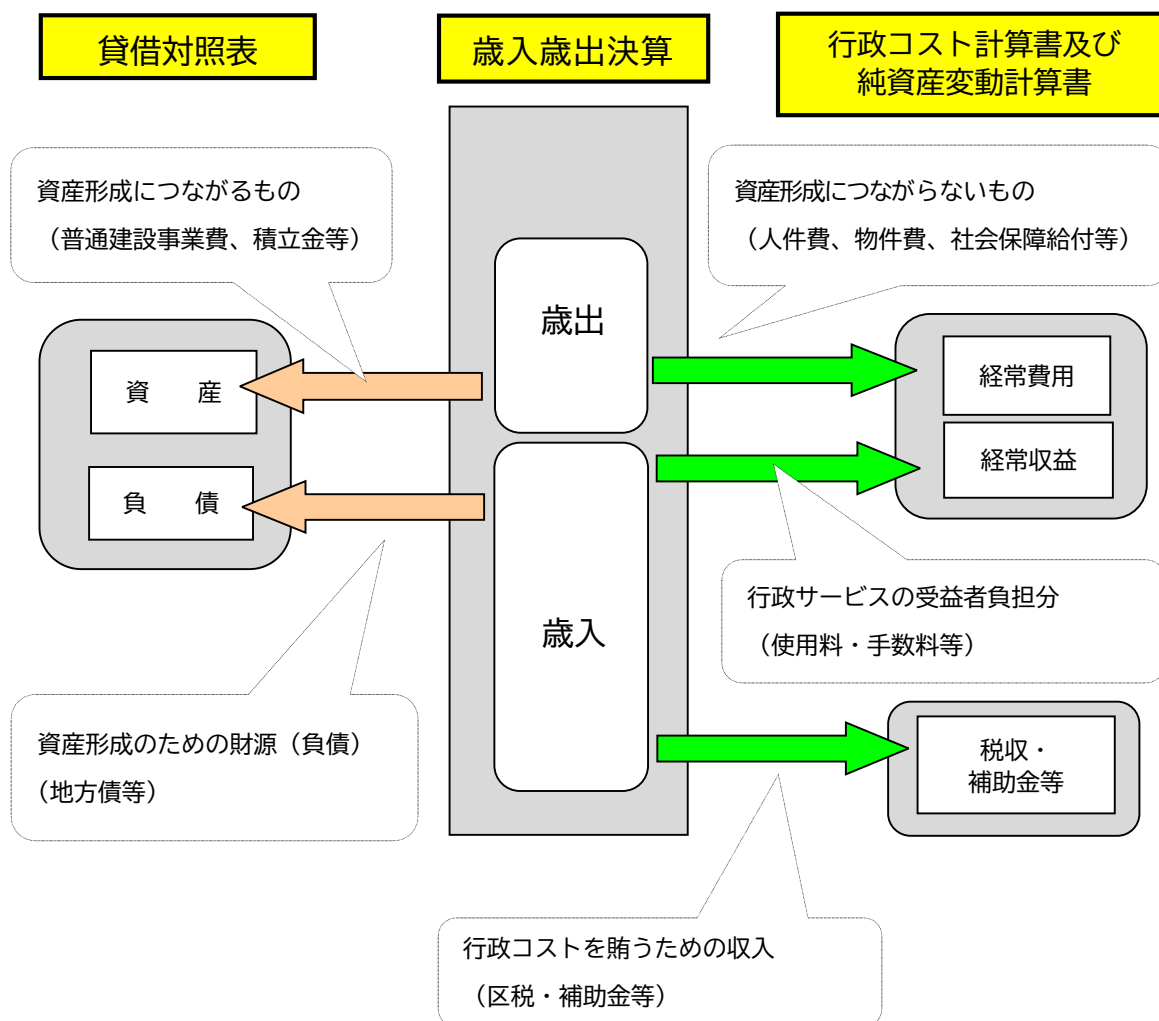 貸借対照表
歳入歳出決算
行政コスト計算書及び
純資産変動計算書
資産形成につながるもの
（普通建設事業費、積立金等）
資産形成につながらないもの
（人件費、物件費、社会保障給付等）
歳出
資　産
経常費用
経常収益
負　債
行政サービスの受益者負担分
（使用料・手数料等）
歳入
資産形成のための財源（負債）
（地方債等）
税収・
補助金等
行政コストを賄うための収入
（区税・補助金等）